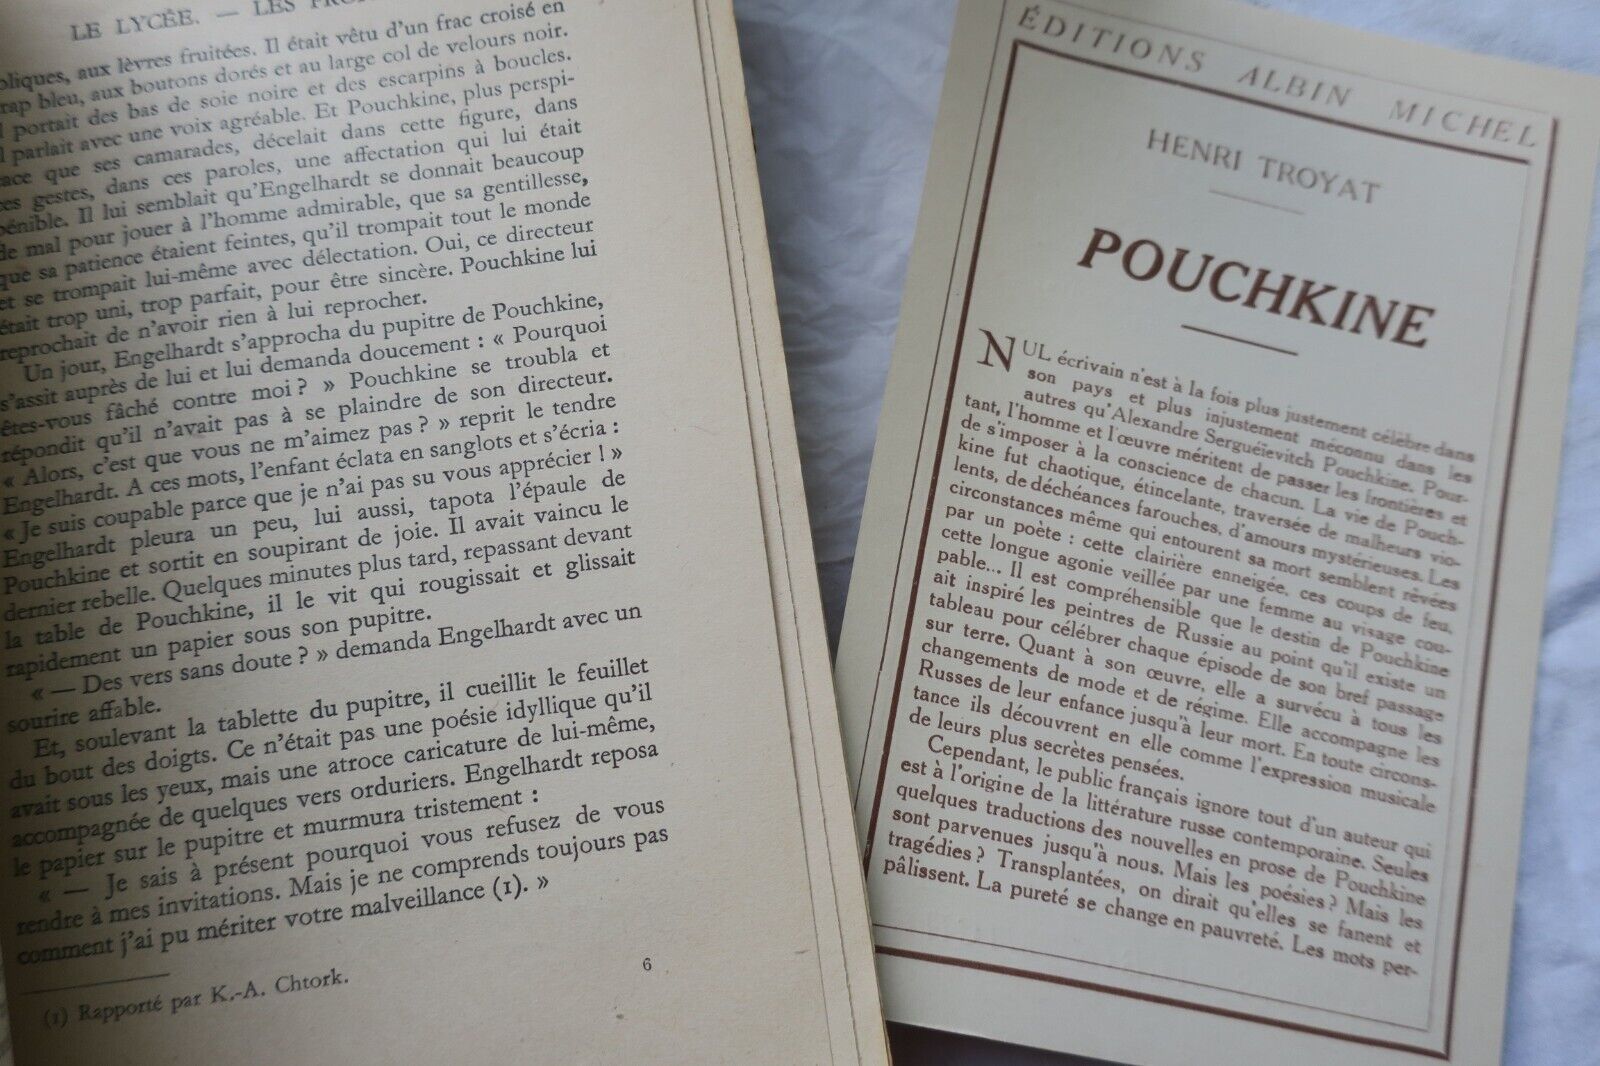 LE LYCÉE. — LES
bliques, aux lèvres fruitées. Il était vêtu d'un frac croisé en
rap bleu, aux boutons dorés et au large col de velours noir.
l portait des bas de soie noire et des escarpins à boucles.
l parlait avec une voix agréable. Et Pouchkine, plus perspi-
ace que ses camarades, décelait dans cette figure, dans
es gestes, dans ces paroles, une affectation qui lui était
pénible. Il lui semblait qu'Engelhardt se donnait beaucoup
de mal pour jouer à l'homme admirable, que sa gentillesse,
que sa patience étaient feintes, qu'il trompait tout le monde
et se trompait lui-même avec délectation. Oui, ce directeur
était trop uni, trop parfait, pour être sincère. Pouchkine lui
reprochait de n'avoir rien à lui reprocher.
Un jour, Engelhardt s'approcha du pupitre de Pouchkine,
s'assit auprès de lui et lui demanda doucement : « Pourquoi
êtes-vous fâché contre moi ? » Pouchkine se troubla et
répondit qu'il n'avait pas à se plaindre de son directeur.
« Alors, c'est que vous ne m'aimez pas ? » reprit le tendre
Engelhardt. A ces mots, l'enfant éclata en sanglots et s'écria :
« Je suis coupable parce que je n'ai pas su vous apprécier ! »
Engelhardt pleura un peu, lui aussi, tapota l'épaule de
Pouchkine et sortit en soupirant de joie. Il avait vaincu le
dernier rebelle. Quelques minutes plus tard, repassant devant
la table de Pouchkine, il le vit qui rougissait et glissait
rapidement un papier sous son pupitre.
« — Des vers sans doute ? » demanda Engelhardt avec un
sourire affable.
Et, soulevant la tablette du pupitre, il cueillit le feuillet
du bout des doigts. Ce n'était pas une poésie idyllique qu'il
avait sous les yeux, mais une atroce caricature de lui-même,
accompagnée de quelques vers orduriers. Engelhardt reposa
le papier sur le pupitre et murmura tristement :
« — Je sais à présent pourquoi vous refusez de vous
rendre à mes invitations. Mais je ne comprends toujours pas
comment j'ai pu mériter votre malveillance (1). »
(1) Rapporté par K.-A. Chtork.
6
ÉDITIONS ALBIN MICHEL
HENRI TROYAT
POUCHKINE
NUL écrivain n'est à la fois plus justement célèbre dans
son pays et plus injustement méconnu dans les
autres qu'Alexandre Serguéïevitch Pouchkine. Pour-
tant, l'homme et l'œuvre méritent de passer les frontières et
de s'imposer à la conscience de chacun. La vie de Pouch-
kine fut chaotique, étincelante, traversée de malheurs vio-
lents, de déchéances farouches, d'amours mystérieuses. Les
circonstances même qui entourent sa mort semblent rêvées
par un poète : cette clairière enneigée, ces coups de feu,
cette longue agonie veillée par une femme au visage cou-
pable... Il est compréhensible que le destin de Pouchkine
ait inspiré les peintres de Russie au point qu'il existe un
tableau pour célébrer chaque épisode de son bref passage
sur terre. Quant à son œuvre, elle a survécu à tous les
changements de mode et de régime. Elle accompagne les
Russes de leur enfance jusqu'à leur mort. En toute circons-
tance ils découvrent en elle comme l'expression musicale
de leurs plus secrètes pensées.
Cependant, le public français ignore tout d'un auteur qui
est à l'origine de la littérature russe contemporaine. Seules
quelques traductions des nouvelles en prose de Pouchkine
sont parvenues jusqu'à nous. Mais les poésies ? Mais les
tragédies ? Transplantées, on dirait qu'elles se fanent et
pâlissent. La pureté se change en pauvreté. Les mots per-